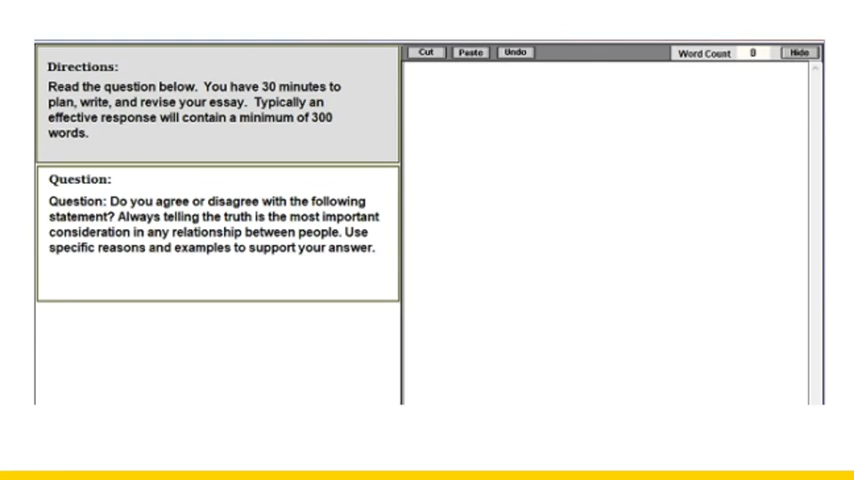 Cut Paste Undo Word Count 0 Hide
Directions:
Read the question below. You have 30 minutes to
plan, write, and revise your essay. Typically an
effective response will contain a minimum of 300
words.
Question:
Question: Do you agree or disagree with the following
statement? Always telling the truth is the most important
consideration in any relationship between people. Use
specific reasons and examples to support your answer.